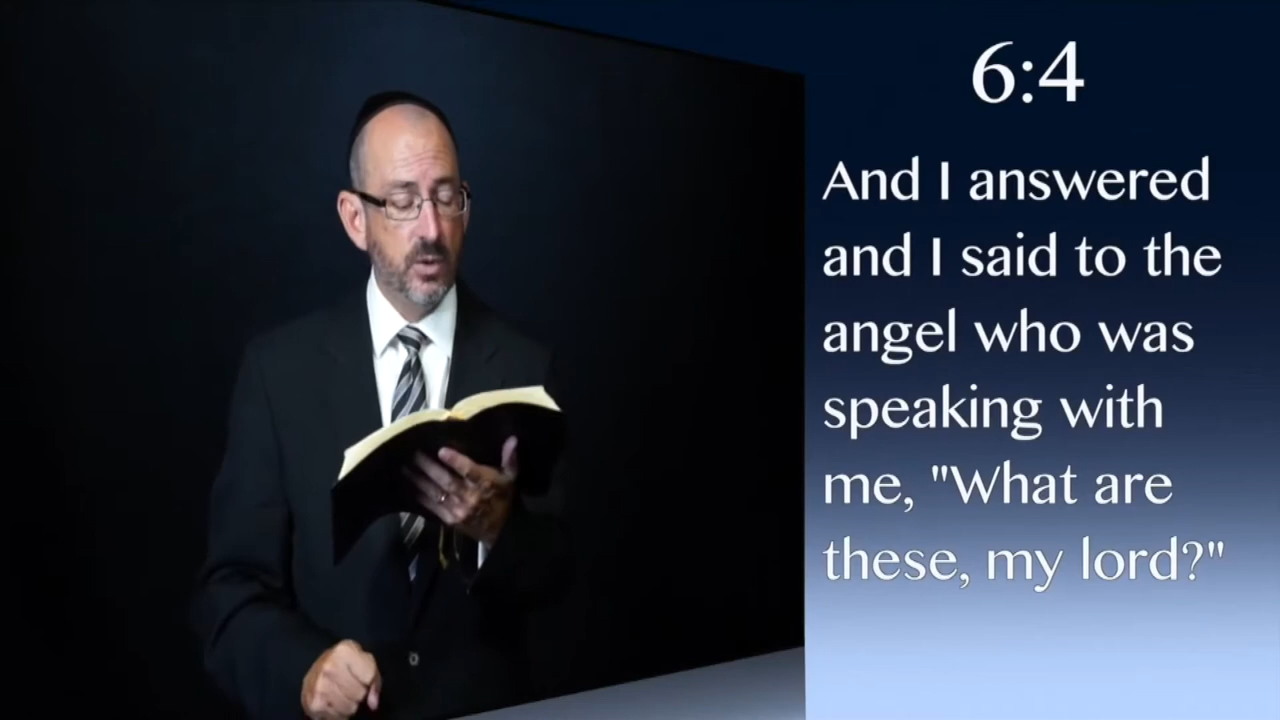 6:4
And I answered
and I said to the
angel who was
speaking with
me, "What are
these, my lord?"